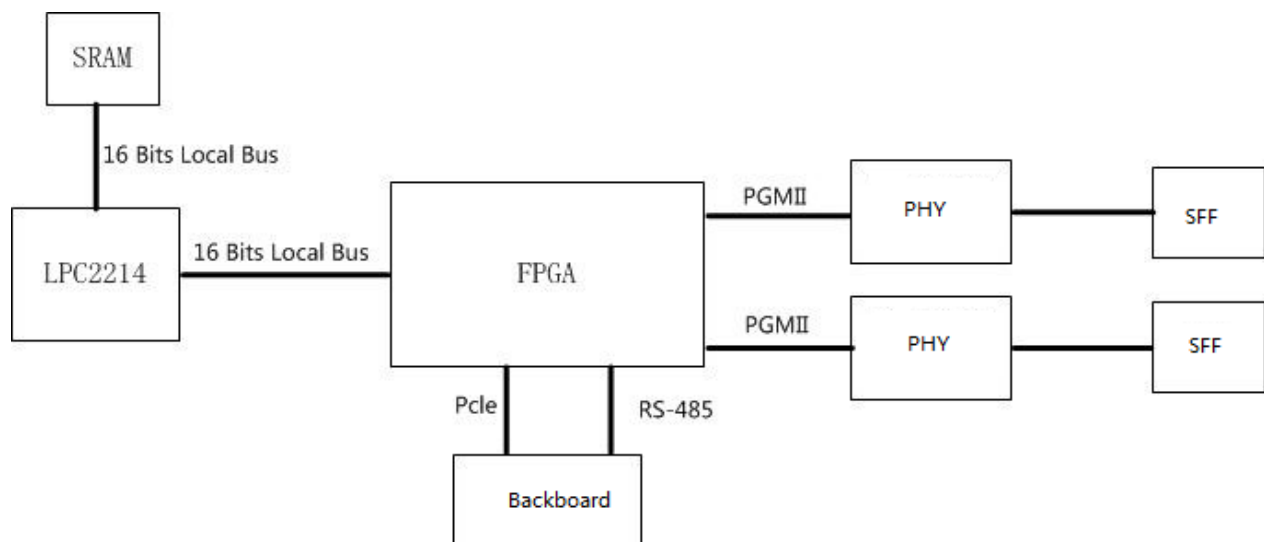 SRAM
16 Bits Local Bus
LPC2214
16 Bits Local Bus
FPGA
PGMⅡ
PHY
SFF
PGMⅡ
PHY
SFF
Pcle
RS-485
Backboard